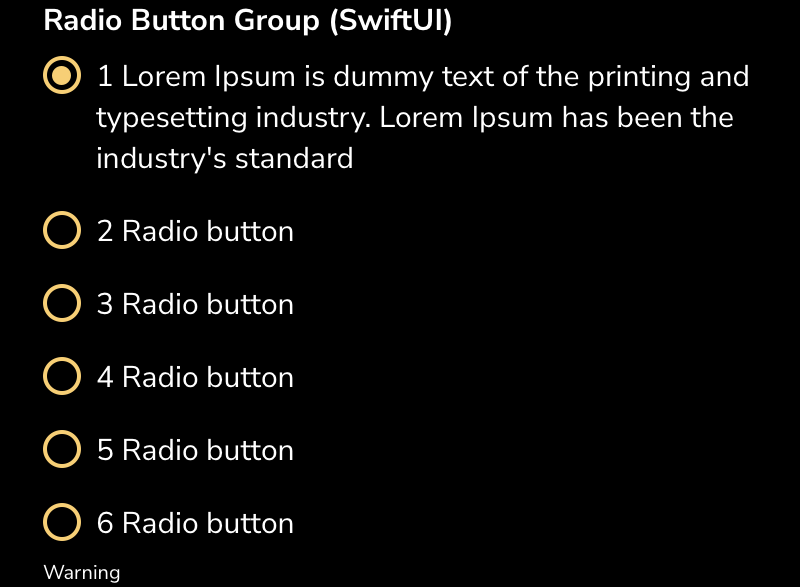 Radio Button Group (SwiftUI)
1 Lorem Ipsum is dummy text of the printing and
typesetting industry. Lorem Ipsum has been the
industry's standard
2 Radio button
3 Radio button
4 Radio button
5 Radio button
6 Radio button
Warning